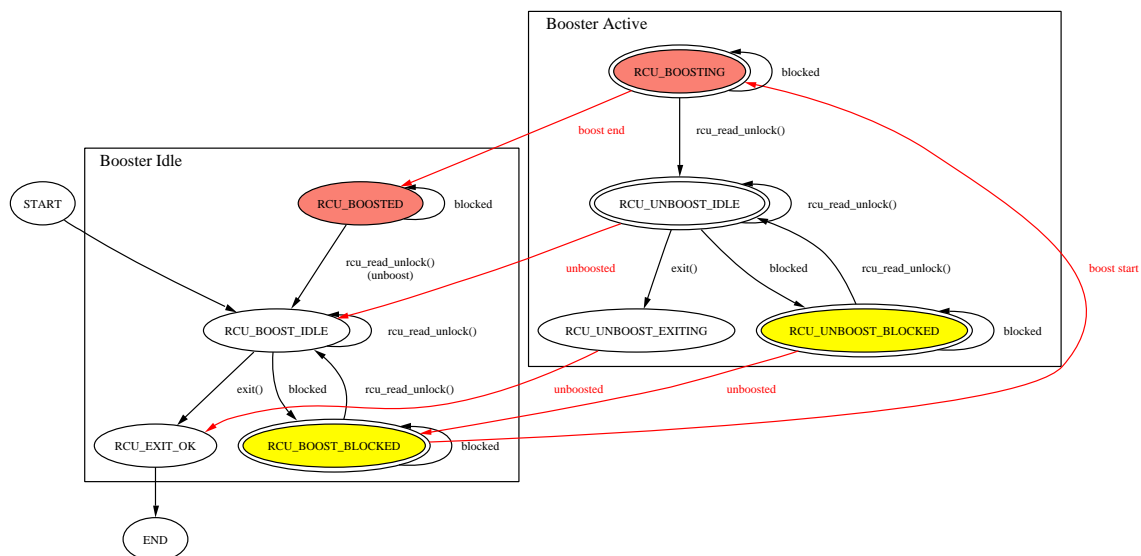 Booster Active
RCU_BOOSTING
blocked
boost end
rcu_read_unlock()
Booster Idle
START
RCU_BOOSTED
blocked
RCU_UNBOOST_IDLE
rcu_read_unlock()
rcu_read_unlock()
(unboost)
unboosted
exit()
blocked
rcu_read_unlock()
boost start
RCU_BOOST_IDLE
rcu_read_unlock()
RCU_UNBOOST_EXITING
RCU_UNBOOST_BLOCKED
blocked
exit()
blocked
rcu_read_unlock()
unboosted
unboosted
RCU_EXIT_OK
RCU_BOOST_BLOCKED
blocked
END